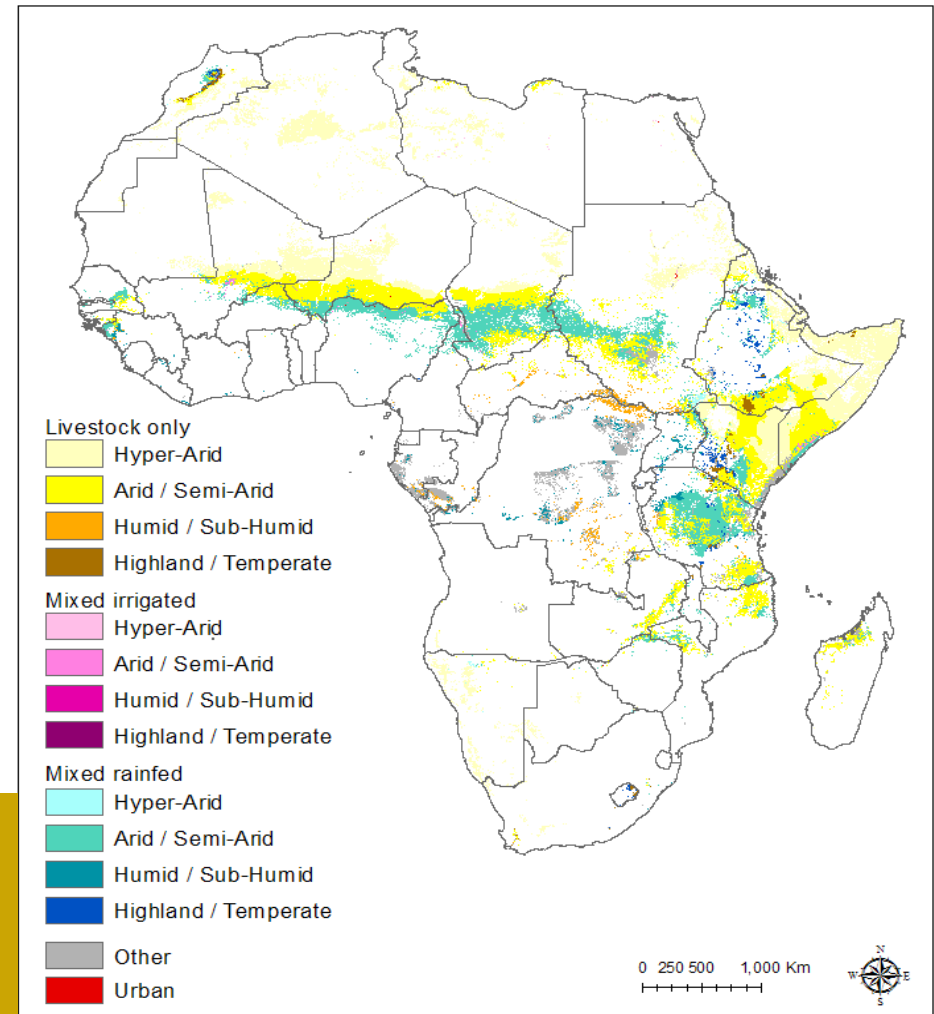 Livestock only
Hyper-Arid
Arid / Semi-Arid
Humid / Sub-Humid
Highland / Temperate
Mixed irrigated
Hyper-Arid
Arid / Semi-Arid
Humid / Sub-Humid
Highland / Temperate
Mixed rainfed
Hyper-Arid
Arid / Semi-Arid
Humid / Sub-Humid
Highland / Temperate
Other
Urban
0 250 500 1,000 Km
N
W E
S